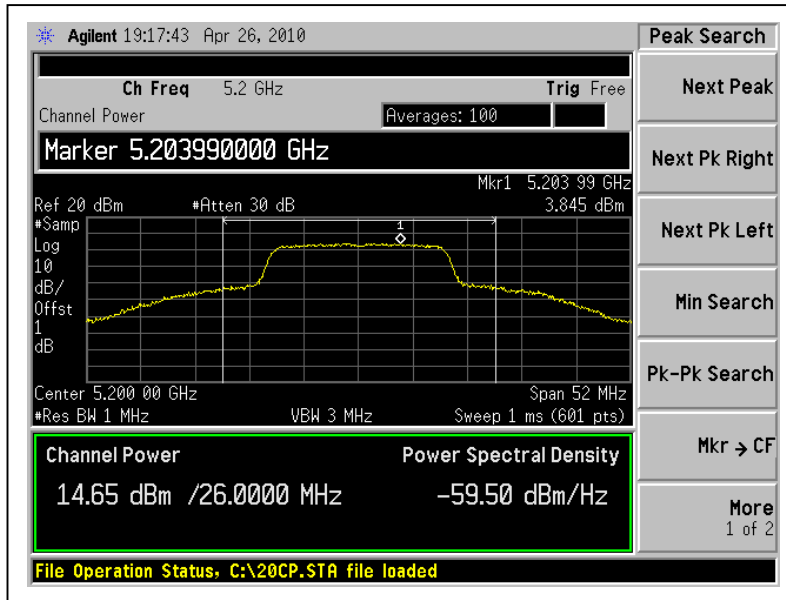 Agilent 19:17:43 Apr 26, 2010
Peak Search
Ch Freq 5.2 GHz Trig Free
Channel Power Averages: 100
Marker 5.203990000 GHz
Mkr1 5.203 99 GHz
Ref 20 dBm #Atten 30 dB 3.845 dBm
#Samp
Log
10
dB/
Offst
1
dB
1
Center 5.200 00 GHz Span 52 MHz
#Res BW 1 MHz VBW 3 MHz Sweep 1 ms (601 pts)
Channel Power Power Spectral Density
14.65 dBm /26.0000 MHz -59.50 dBm/Hz
File Operation Status, C:\20CP.STA file loaded
Next Peak
Next Pk Right
Next Pk Left
Min Search
Pk-Pk Search
Mkr → CF
More
1 of 2